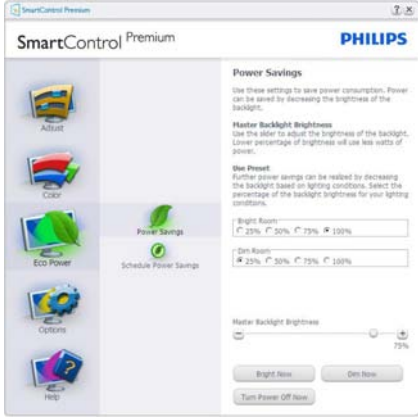 SmartControl Premium
SmartControl Premium
PHILIPS
Adjust
Color
Eco Power
Options
Help
Power Savings
Schedule Power Savings
Power Savings
Use these settings to save power consumption. Power
can be saved by decreasing the brightness of the
backlight.
Master Backlight Brightness
Use the slider to adjust the brightness of the backlight.
Lower percentage of brightness will use less watts of
power.
Use Preset
Further power savings can be realized by decreasing
the backlight based on lighting conditions. Select the
percentage of the backlight brightness for your lighting
conditions.
Bright Room
25% 50% 75% 100%
Dim Room
25% 50% 75% 100%
Master Backlight Brightness
75%
Bright Now
Dim Now
Turn Power Off Now